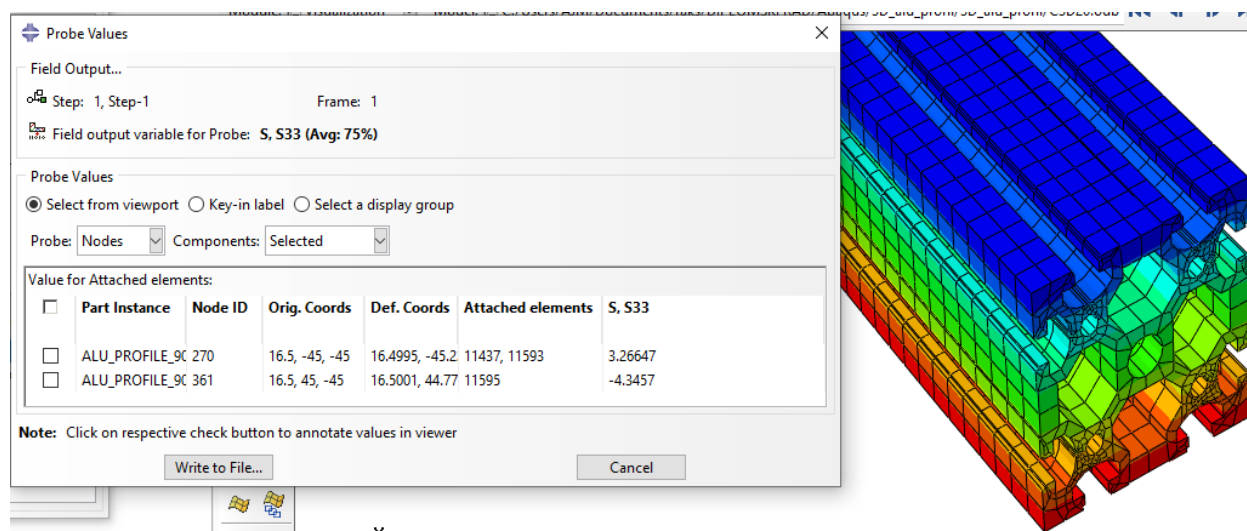 Probe Values
Field Output...
Step: 1, Step-1 Frame: 1
Field output variable for Probe: S, S33 (Avg: 75%)
Probe Values
Select from viewport Key-in label Select a display group
Probe: Nodes Components: Selected
Value for Attached elements:
Part Instance Node ID Orig. Coords Def. Coords Attached elements S, S33
ALU_PROFILE_90 270 16.5, -45, -45 16.4995, -45.2 11437, 11593 3.26647
ALU_PROFILE_90 361 16.5, 45, -45 16.5001, 44.77 11595 -4.3457
Note: Click on respective check button to annotate values in viewer
Write to File... Cancel